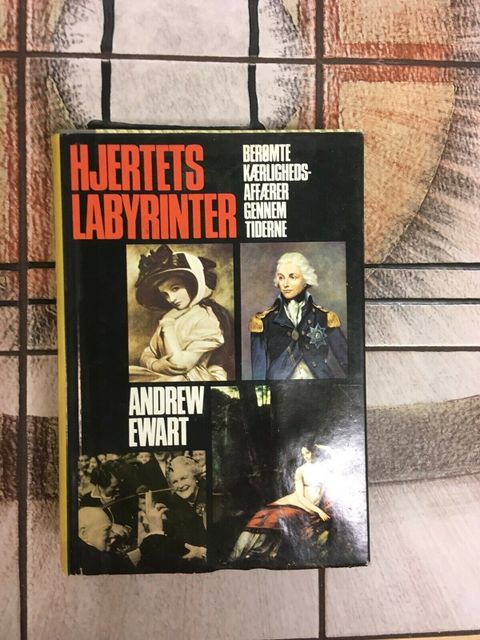 HJERTETS
LABYRINTER
BERØMTE
KÆRLIGHEDS-
AFFÆRER
GENNEM
TIDERNE
ANDREW
EWART